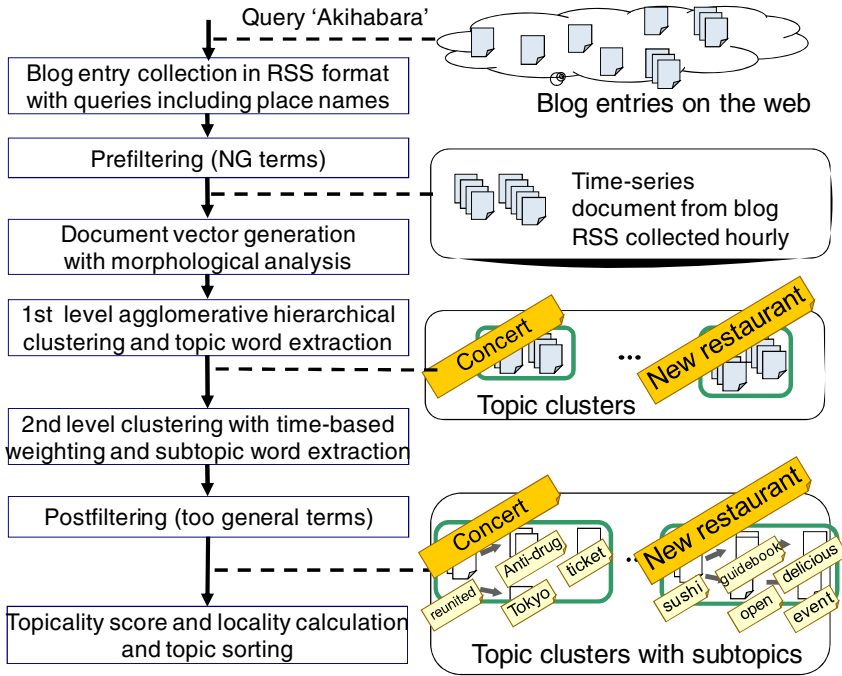 Query ‘Akihabara’
Blog entry collection in RSS format
with queries including place names
Blog entries on the web
Prefiltering (NG terms)
Time-series
document from blog
RSS collected hourly
Document vector generation
with morphological analysis
1st level agglomerative hierarchical
clustering and topic word extraction
Concert
...
New restaurant
Topic clusters
2nd level clustering with time-based
weighting and subtopic word extraction
Postfiltering (too general terms)
Concert
Anti-drug
ticket
reunited
Tokyo
..
New restaurant
guidebook
delicious
sushi
open
event
Topic clusters with subtopics
Topicality score and locality calculation
and topic sorting